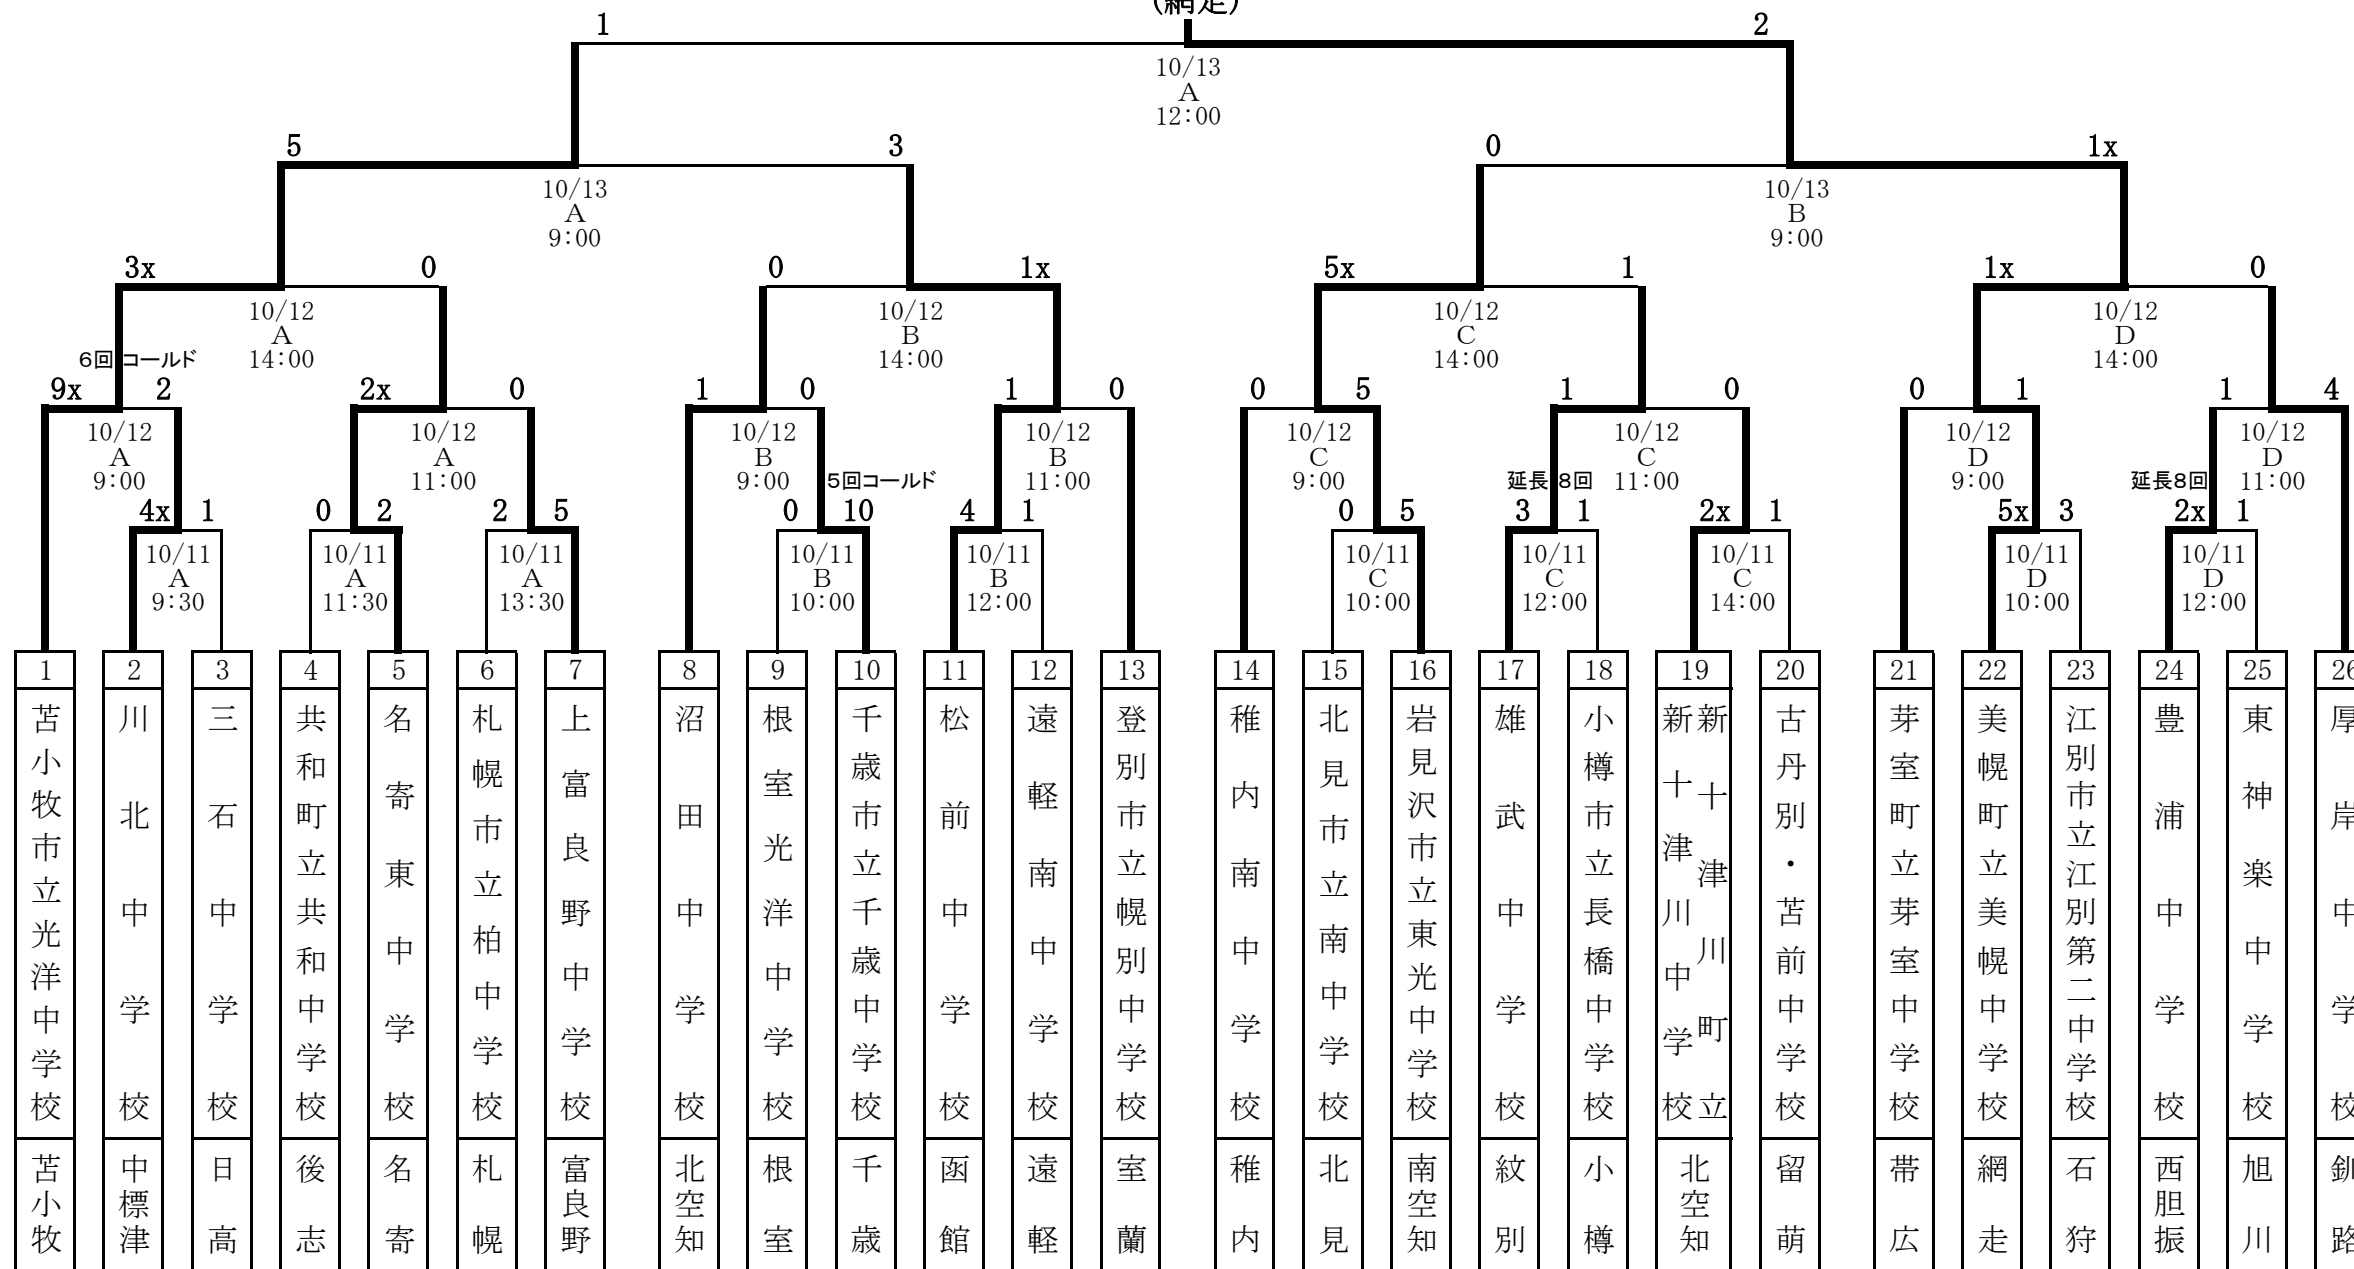 (網走)
1 2
10/13
A
12:00
5 3 0 1x
10/13 10/13
A B
9:00 9:00
3x 0 0 1x 5x 1 1x 0
10/12 10/12 10/12 10/12
A B C D
14:00 14:00 14:00 14:00
6回 コールド
9x 2 2x 0 1 0 1 0 0 5 1 0 0 1 1 4
10/12 10/12 10/12 10/12 10/12 10/12 10/12 10/12
A A B B C C D D
9:00 11:00 9:00 11:00 9:00 11:00 9:00 11:00
5回コールド 延長 8回 延長8回
4x 1 0 2 2 5 0 10 4 1 0 5 3 1 2x 1 5x 3 2x 1
10/11 10/11 10/11 10/11 10/11 10/11 10/11 10/11 10/11 10/11
A A A B B C C C D D
9:30 11:30 13:30 10:00 12:00 10:00 12:00 14:00 10:00 12:00
1 2 3 4 5 6 7 8 9 10 11 12 13 14 15 16 17 18 19 20 21 22 23 24 25 26
苫小牧市立光洋中学校
川北中学校
三石中学校
共和町立共和中学校
名寄東中学校
札幌市立柏中学校
上富良野中学校
沼田中学校
根室光洋中学校
千歳市立千歳中学校
松前中学校
遠軽南中学校
登別市立幌別中学校
稚内南中学校
北見市立南中学校
岩見沢市立東光中学校
雄武中学校
小樽市立長橋中学校
新十津川町立
新十津川中学校
古丹別・苫前中学校
芽室町立芽室中学校
美幌町立美幌中学校
江別市立江別第二中学校
豊浦中学校
東神楽中学校
厚岸中学校
苫小牧
中標津
日高
後志
名寄
札幌
富良野
北空知
根室
千歳
函館
遠軽
室蘭
稚内
北見
南空知
紋別
小樽
北空知
留萌
帯広
網走
石狩
西胆振
旭川
釧路